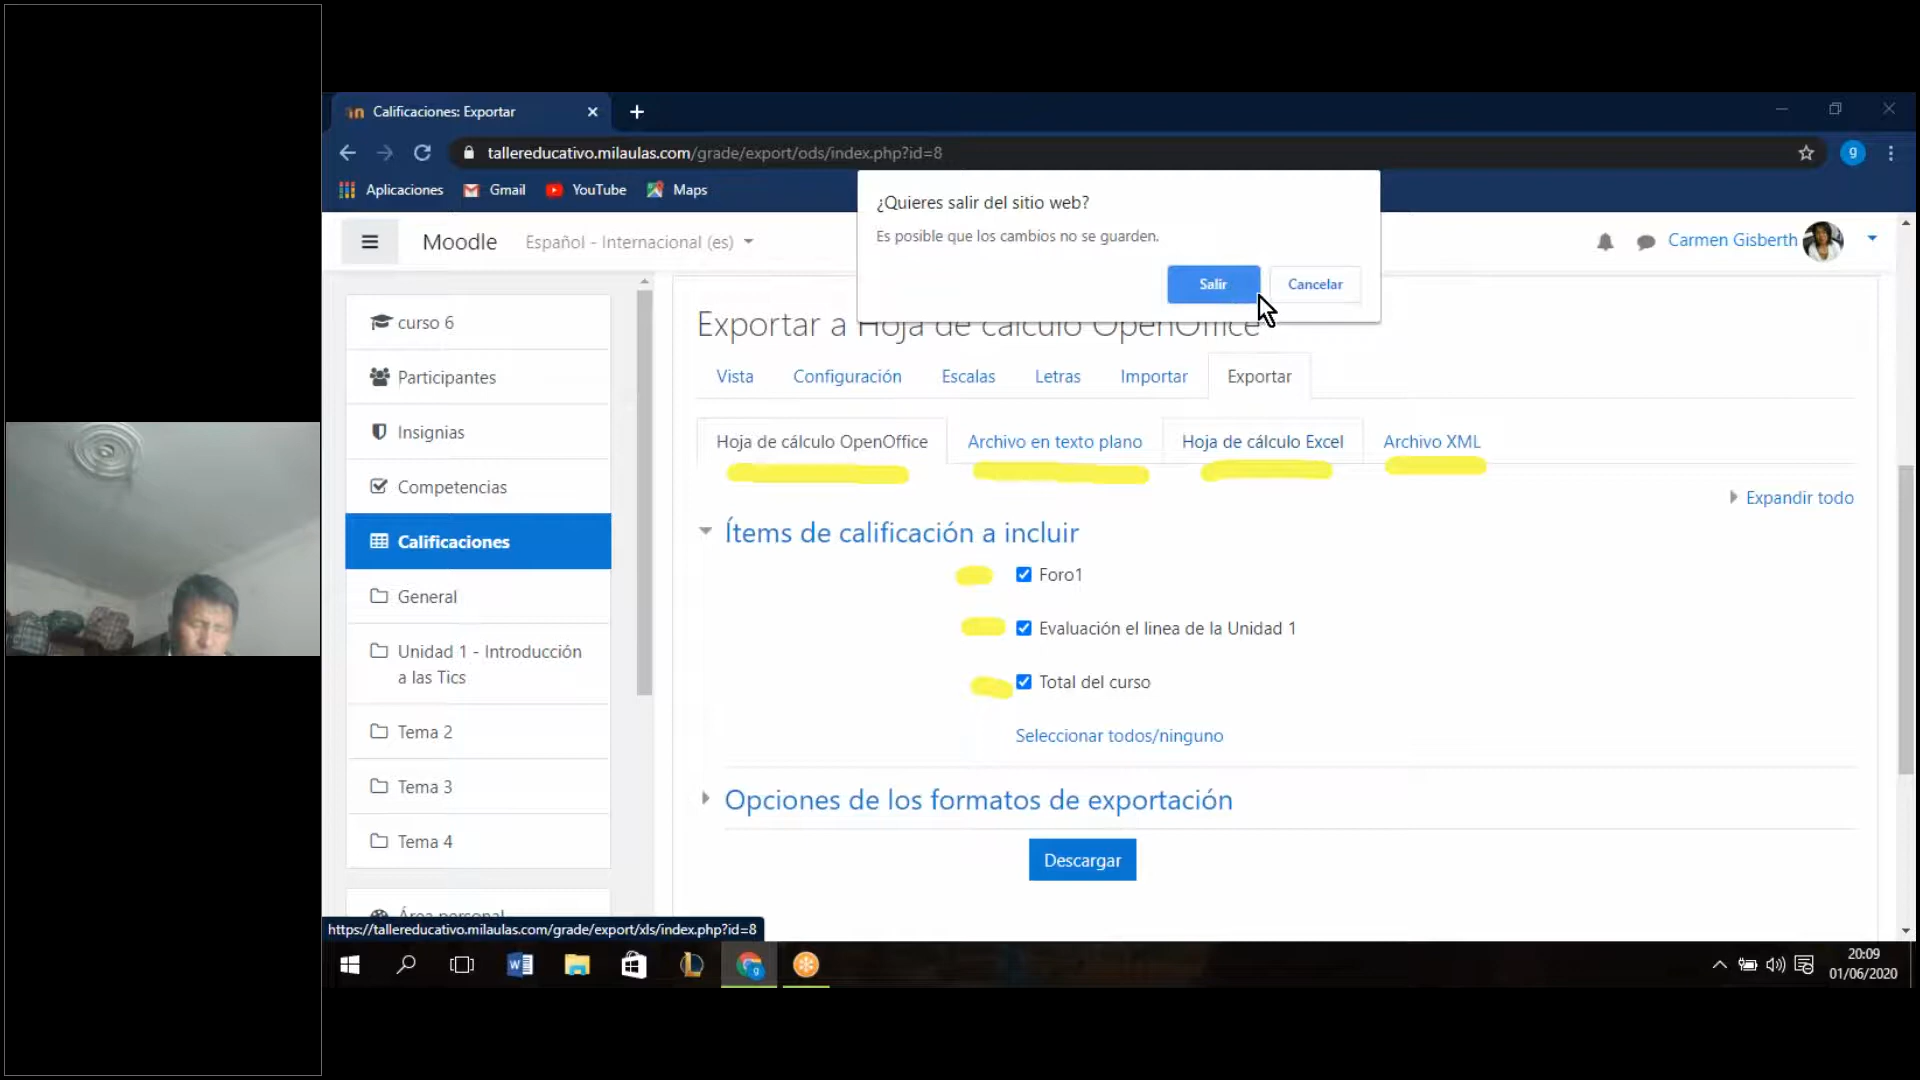 Calificaciones: Exportar
tallereducativo.milaulas.com/grade/export/ods/index.php?id=8
g
Aplicaciones
Gmail
YouTube
Maps
¿Quieres salir del sitio web?
Es posible que los cambios no se guarden.
Salir
Cancelar
Moodle
Español - Internacional (es)
Carmen Gisberth
curso 6
Participantes
Insignias
Competencias
Calificaciones
General
Unidad 1 - Introducción
a las Tics
Tema 2
Tema 3
Tema 4
Área personal
Exportar a Hoja de cálculo OpenOffice
Vista
Configuración
Escalas
Letras
Importar
Exportar
Hoja de cálculo OpenOffice
Archivo en texto plano
Hoja de cálculo Excel
Archivo XML
Expandir todo
Ítems de calificación a incluir
Foro1
Evaluación el linea de la Unidad 1
Total del curso
Seleccionar todos/ninguno
Opciones de los formatos de exportación
Descargar
https://tallereducativo.milaulas.com/grade/export/xls/index.php?id=8
20:09
01/06/2020